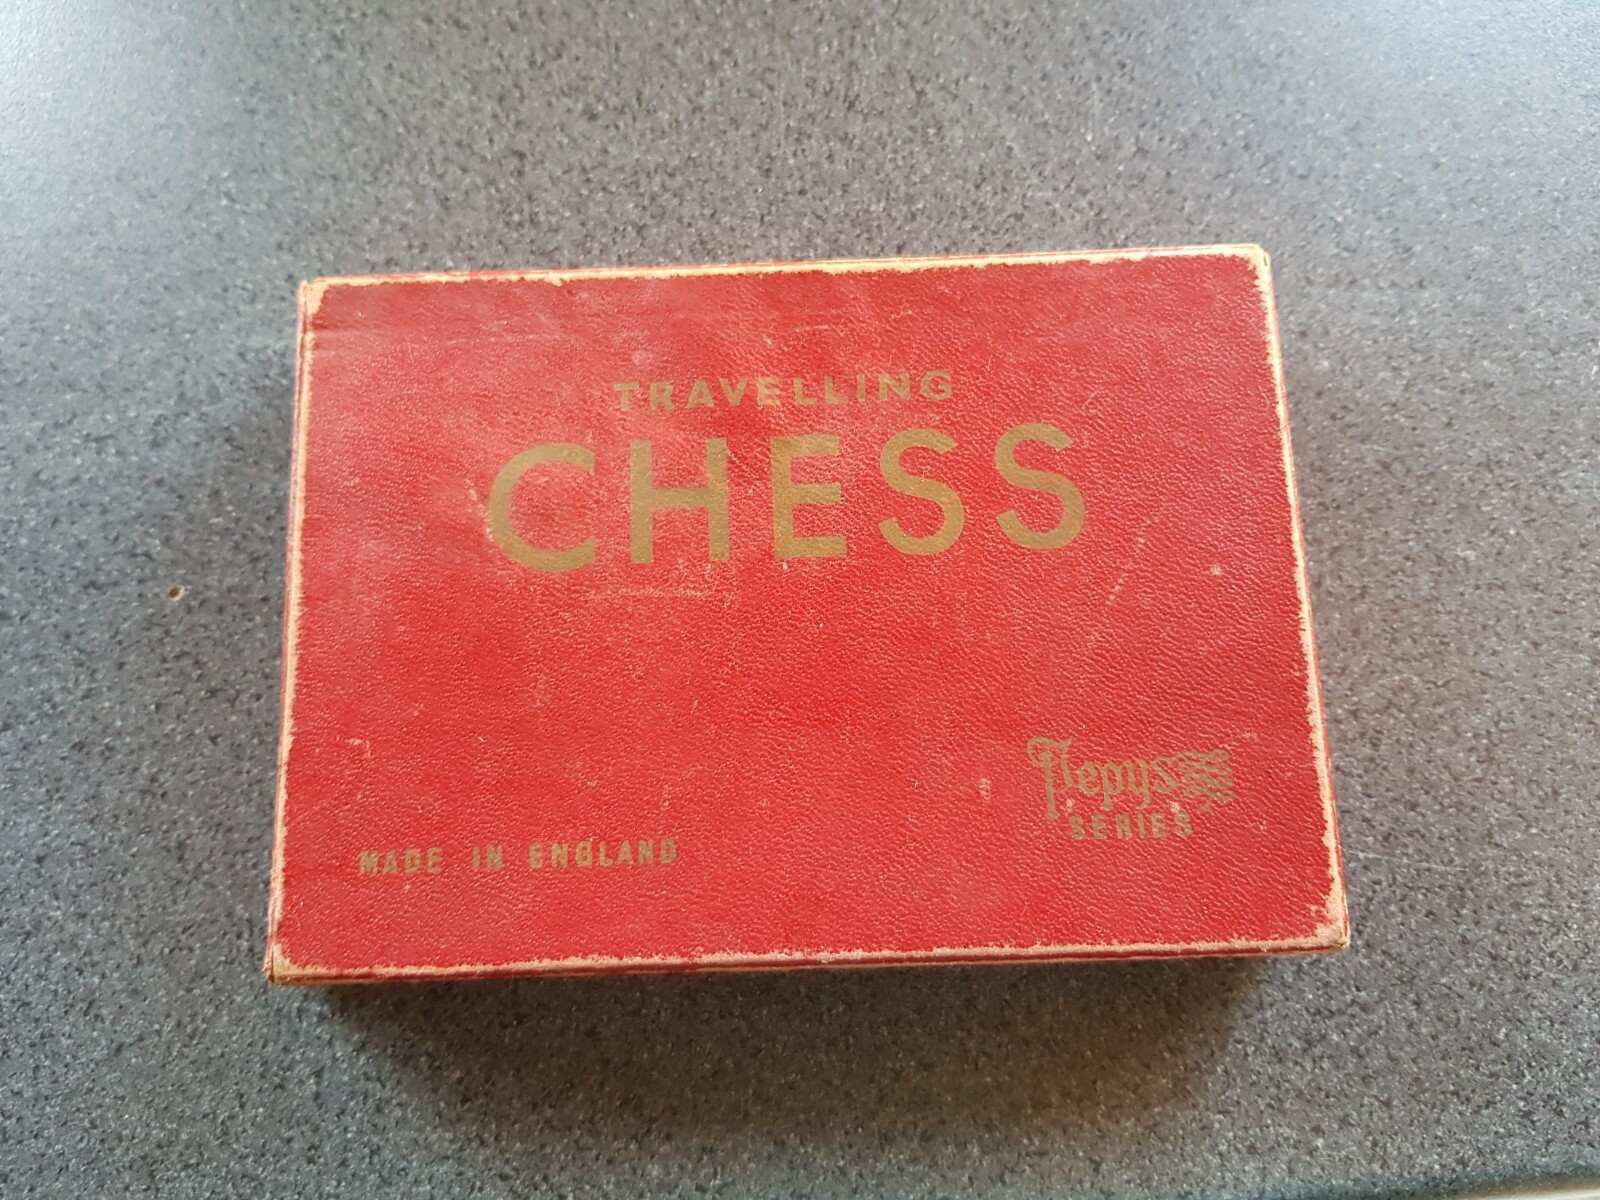 TRAVELLING
CHESS
Pepys
SERIES
MADE IN ENGLAND